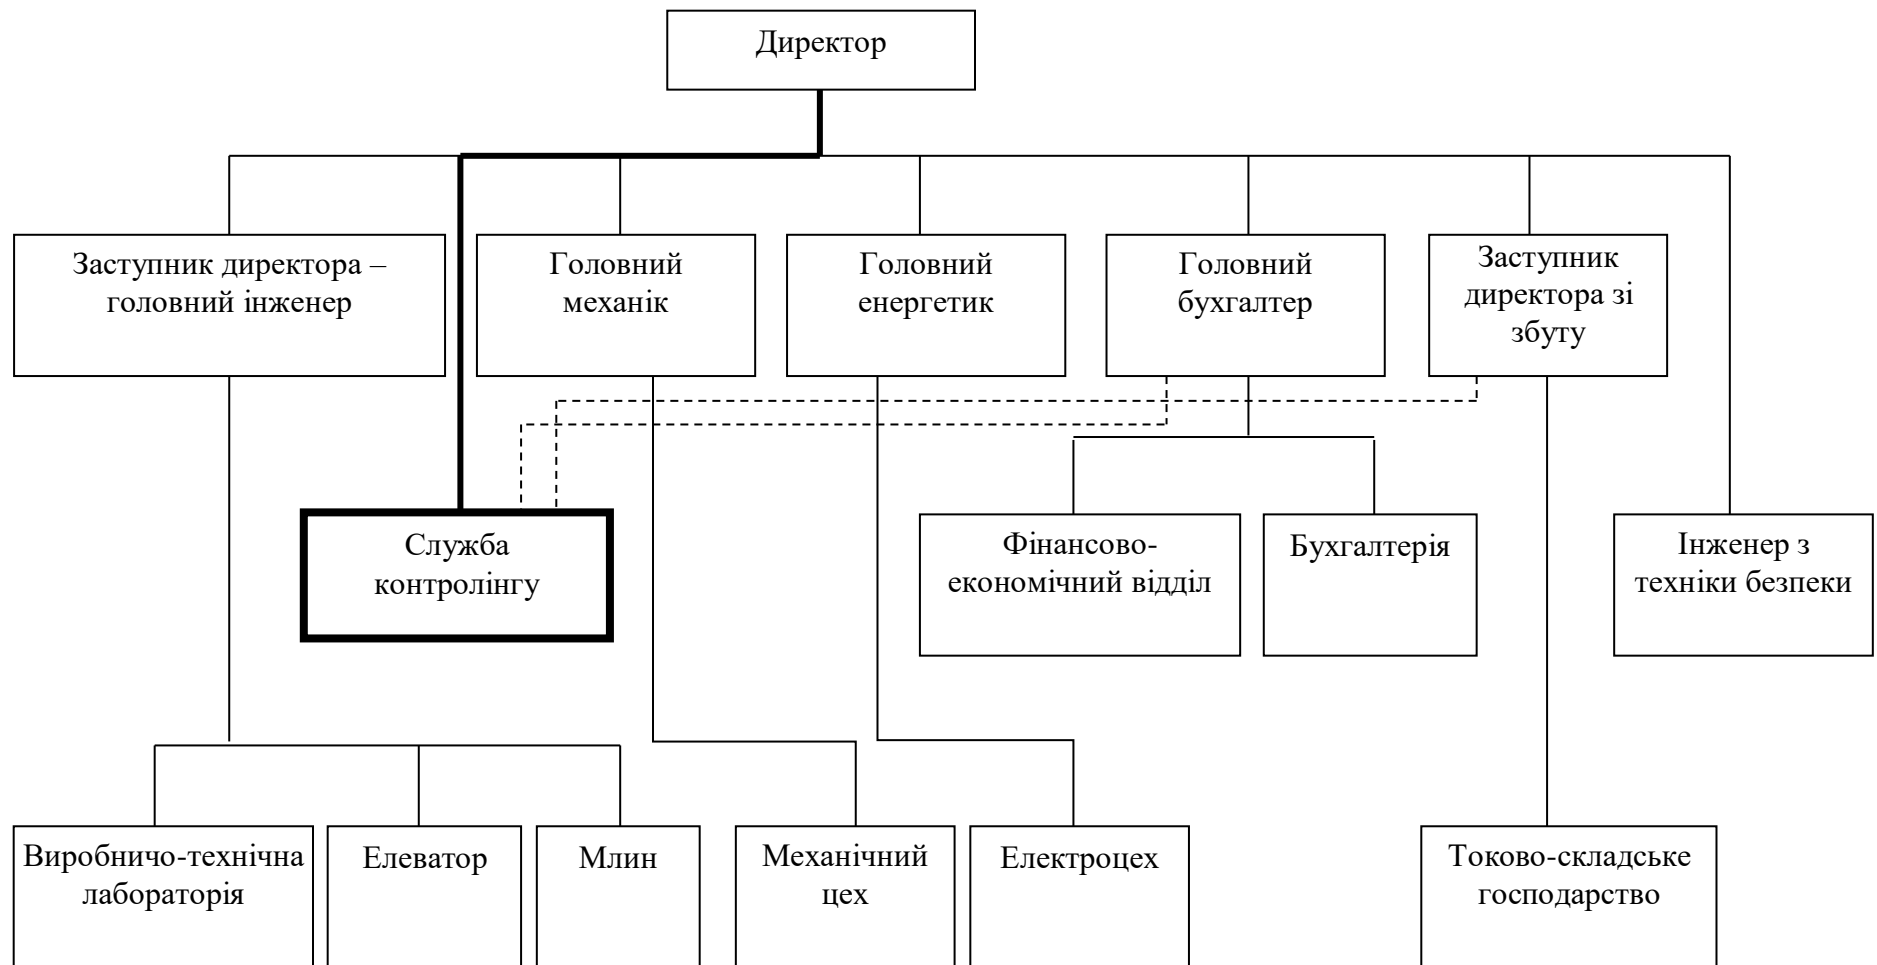 Директор
Заступник директора –
головний інженер
Головний
механік
Головний
енергетик
Головний
бухгалтер
Заступник
директора зі
збуту
Служба
контролінгу
Фінансово-
економічний відділ
Бухгалтерія
Інженер з
техніки безпеки
Виробничо-технічна
лабораторія
Елеватор
Млин
Механічний
цех
Електроцех
Токово-складське
господарство